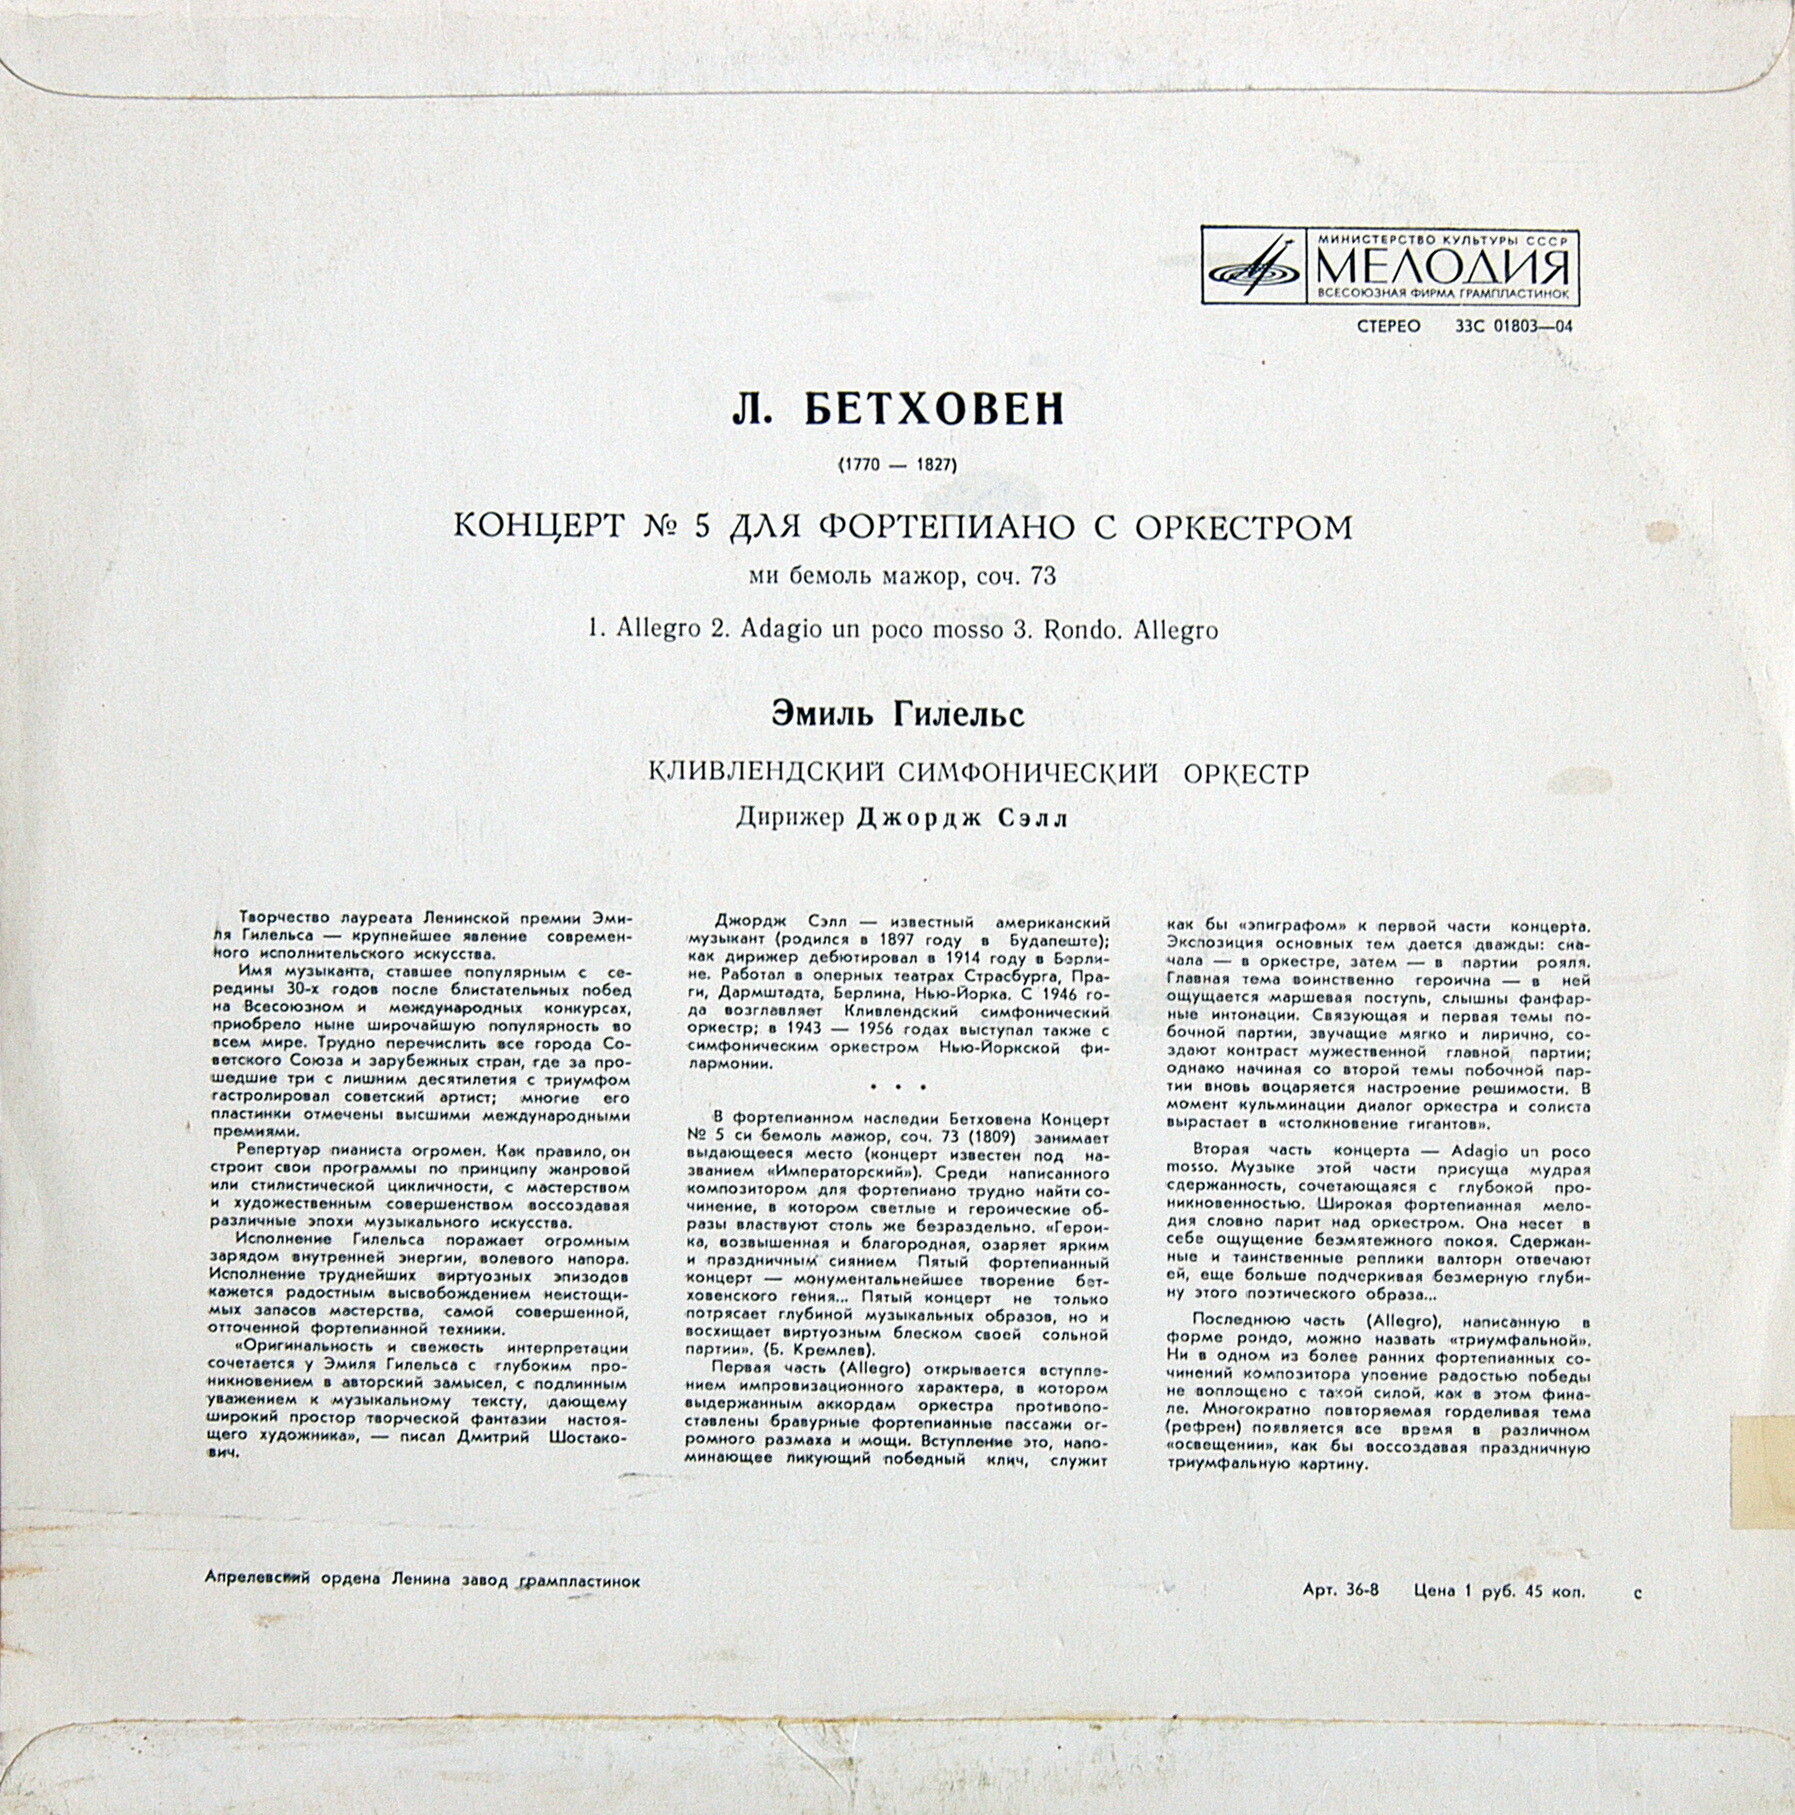 МИНИСТЕРСТВО КУЛЬТУРЫ СССР
МЕЛОДИЯ
ВСЕСОЮЗНАЯ ФИРМА ГРАМПЛАСТИНОК
СТЕРЕО 33С 01803—04
Л. БЕТХОВЕН
(1770 — 1827)
КОНЦЕРТ № 5 ДЛЯ ФОРТЕПИАНО С ОРКЕСТРОМ
ми бемоль мажор, соч. 73
1. Allegro 2. Adagio un poco mosso 3. Rondo. Allegro
Эмиль Гилельс
КЛИВЛЕНДСКИЙ СИМФОНИЧЕСКИЙ ОРКЕСТР
Дирижер Джордж Сэлл
Творчество лауреата Ленинской премии Эми-
ля Гилельса — крупнейшее явление современ-
ного исполнительского искусства.
Имя музыканта, ставшее популярным с се-
редины 30-х годов после блистательных побед
на Всесоюзном и международных конкурсах,
приобрело ныне широчайшую популярность во
всем мире. Трудно перечислить все города Со-
ветского Союза и зарубежных стран, где за про-
шедшие три с лишним десятилетия с триумфом
гастролировал советский артист; многие его
пластинки отмечены высшими международными
премиями.
Репертуар пианиста огромен. Как правило, он
строит свои программы по принципу жанровой
или стилистической цикличности, с мастерством
и художественным совершенством воссоздавая
различные эпохи музыкального искусства.
Исполнение Гилельса поражает огромным
зарядом внутренней энергии, волевого напора.
Исполнение труднейших виртуозных эпизодов
кажется радостным высвобождением неистощи-
мых запасов мастерства, самой совершенной,
отточенной фортепианной техники.
«Оригинальность и свежесть интерпретации
сочетается у Эмиля Гилельса с глубоким про-
никновением в авторский замысел, с подлинным
уважением к музыкальному тексту, дающему
широкий простор творческой фантазии настоя-
щего художника», — писал Дмитрий Шостако-
вич.
Джордж Сэлл — известный американский
музыкант (родился в 1897 году в Будапеште);
как дирижер дебютировал в 1914 году в Берли-
не. Работал в оперных театрах Страсбурга, Пра-
ги, Дармштадта, Берлина, Нью-Йорка. С 1946 го-
да возглавляет Кливлендский симфонический
оркестр; в 1943 — 1956 годах выступал также с
симфоническим оркестром Нью-Йоркской фи-
лармонии.
• • •
В фортепианном наследии Бетховена Концерт
№ 5 си бемоль мажор, соч. 73 (1809) занимает
выдающееся место (концерт известен под на-
званием «Императорский»). Среди написанного
композитором для фортепиано трудно найти со-
чинение, в котором светлые и героические об-
разы властвуют столь же безраздельно. «Герои-
ка, возвышенная и благородная, озаряет ярким
и праздничным сиянием Пятый фортепианный
концерт — монументальнейшее творение бет-
ховенского гения... Пятый концерт не только
потрясает глубиной музыкальных образов, но и
восхищает виртуозным блеском своей сольной
партии». (Б. Кремлев).
Первая часть (Allegro) открывается вступле-
нием импровизационного характера, в котором
выдержанным аккордам оркестра противопо-
ставлены бравурные фортепианные пассажи ог-
ромного размаха и мощи. Вступление это, напо-
минающее ликующий победный клич, служит
как бы «эпиграфом» к первой части концерта.
Экспозиция основных тем дается дважды: сна-
чала — в оркестре, затем — в партии рояля.
Главная тема воинственно героична — в ней
ощущается маршевая поступь, слышны фанфар-
ные интонации. Связующая и первая темы по-
бочной партии, звучащие мягко и лирично, со-
здают контраст мужественной главной партии;
однако начиная со второй темы побочной пар-
тии вновь воцаряется настроение решимости. В
момент кульминации диалог оркестра и солиста
вырастает в «столкновение гигантов».
Вторая часть концерта — Adagio un poco
mosso. Музыке этой части присуща мудрая
сдержанность, сочетающаяся с глубокой про-
никновенностью. Широкая фортепианная мело-
дия словно парит над оркестром. Она несет в
себе ощущение безмятежного покоя. Сдержан-
ные и таинственные реплики валторн отвечают
ей, еще больше подчеркивая безмерную глуби-
ну этого поэтического образа...
Последнюю часть (Allegro), написанную в
форме рондо, можно назвать «триумфальной».
Ни в одном из более ранних фортепианных со-
чинений композитора упоение радостью победы
не воплощено с такой силой, как в этом фина-
ле. Многократно повторяемая горделивая тема
(рефрен) появляется все время в различном
«освещении», как бы воссоздавая праздничную
триумфальную картину.
Апрелевский ордена Ленина завод грампластинок
Арт. 36-8 Цена 1 руб. 45 коп. с